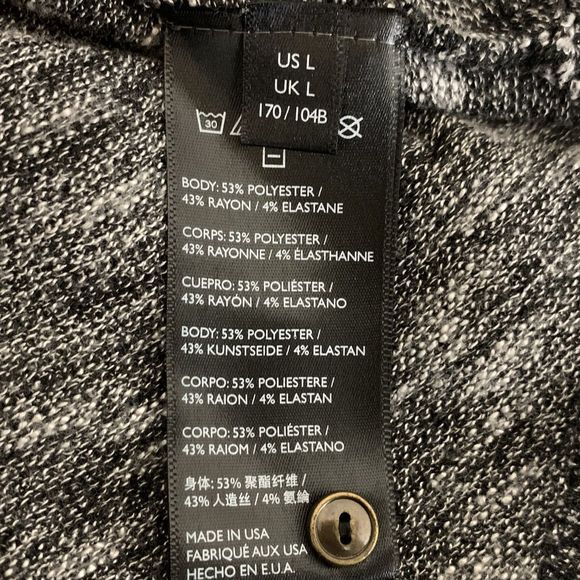 US L
UK L
170 / 104B
30
BODY: 53% POLYESTER /
43% RAYON / 4% ELASTANE
CORPS: 53% POLYESTER /
43% RAYONNE / 4% ÉLASTHANNE
CUEPRO: 53% POLIÉSTER /
43% RAYÓN / 4% ELASTANO
BODY: 53% POLYESTER /
43% KUNSTSEIDE / 4% ELASTAN
CORPO: 53% POLIESTERE /
43% RAION / 4% ELASTAN
CORPO: 53% POLIÉSTER /
43% RAIOM / 4% ELASTANO
身体: 53% 聚酯纤维 /
43% 人造丝 / 4% 氨綸
MADE IN USA
FABRIQUÉ AUX USA
HECHO EN E.U.A.